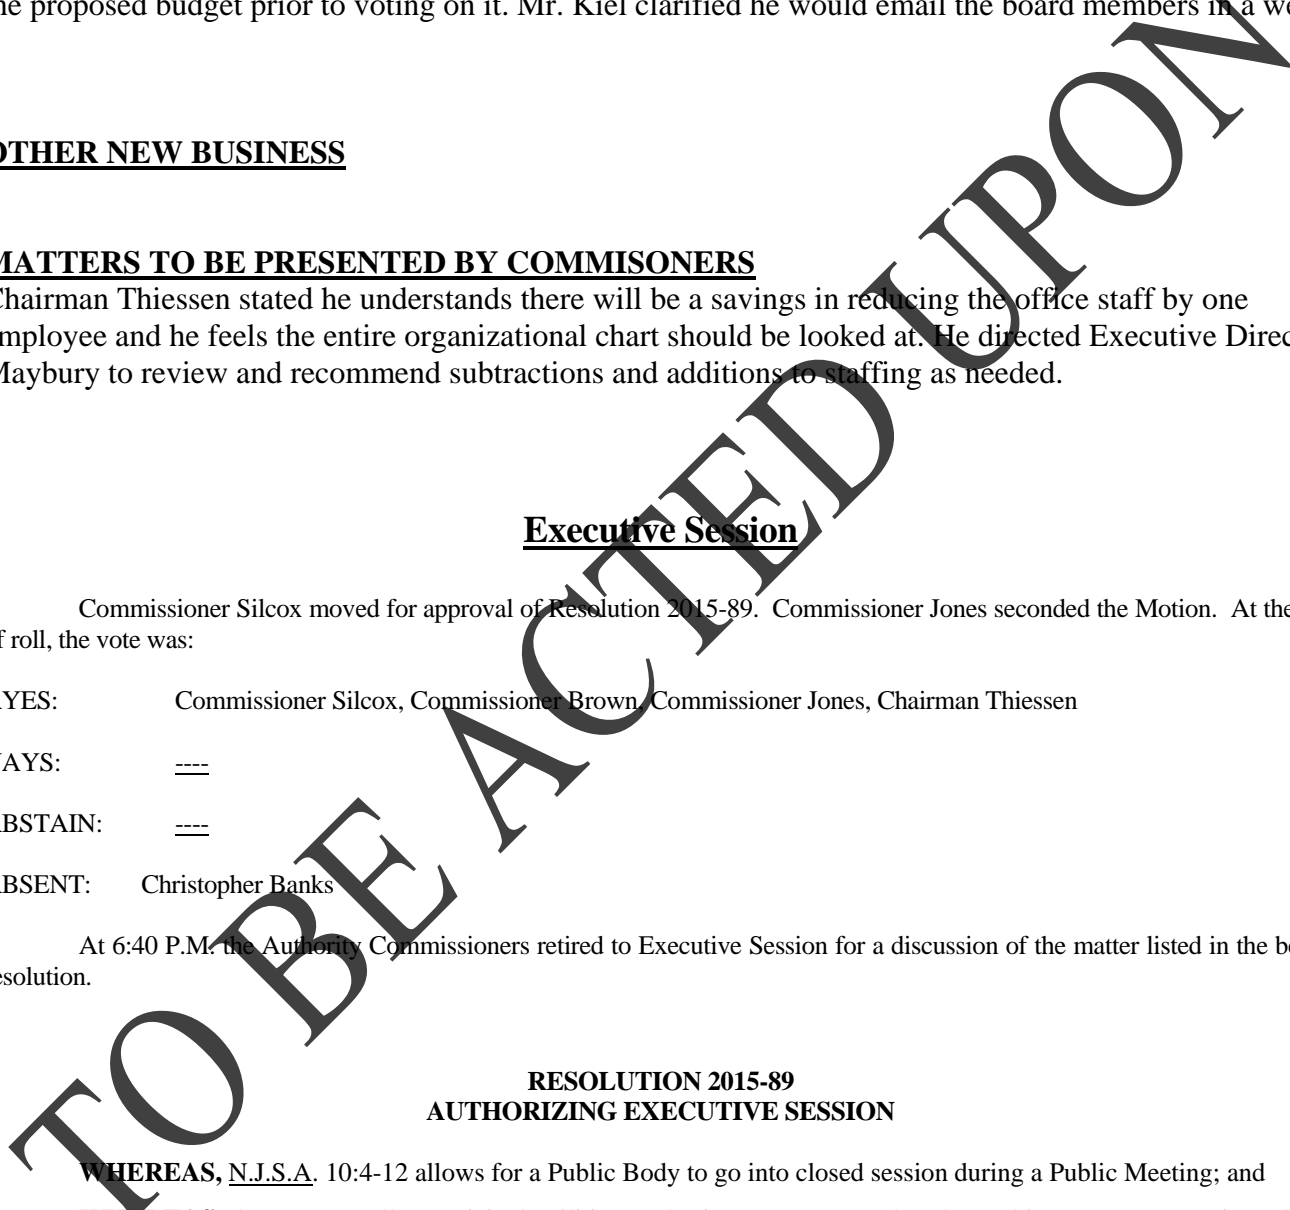 he proposed budget prior to voting on it. Mr. Kiel clarified he would email the board members in a we
OTHER NEW BUSINESS
MATTERS TO BE PRESENTED BY COMMISONERS
Chairman Thiessen stated he understands there will be a savings in reducing the office staff by one
employee and he feels the entire organizational chart should be looked at. He directed Executive Direc
Maybury to review and recommend subtractions and additions to staffing as needed.
Executive Session
Commissioner Silcox moved for approval of Resolution 2015-89.  Commissioner Jones seconded the Motion.  At the
f roll, the vote was:
AYES: Commissioner Silcox, Commissioner Brown, Commissioner Jones, Chairman Thiessen
NAYS: ----
ABSTAIN: ----
ABSENT: Christopher Banks
At 6:40 P.M. the Authority Commissioners retired to Executive Session for a discussion of the matter listed in the be
esolution.
RESOLUTION 2015-89
AUTHORIZING EXECUTIVE SESSION
WHEREAS, N.J.S.A. 10:4-12 allows for a Public Body to go into closed session during a Public Meeting; and
TO BE ACTED UPON